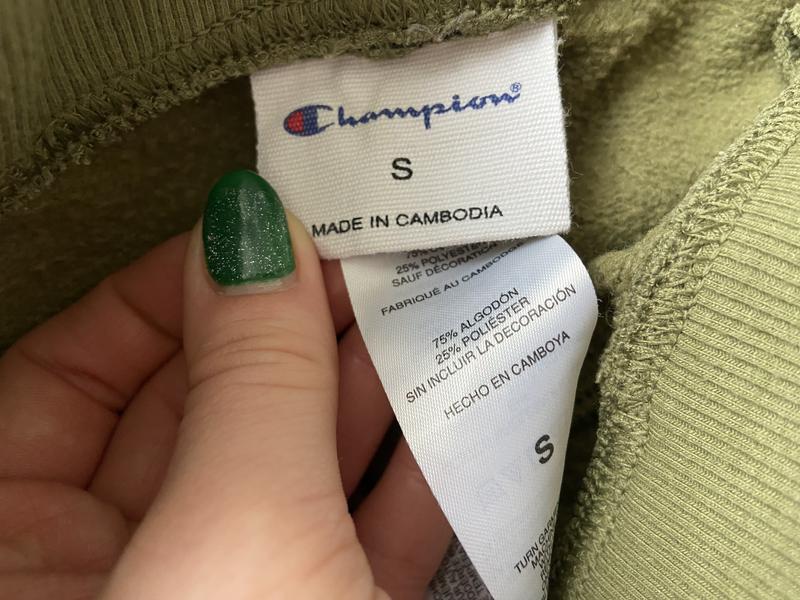 Champion®
S
MADE IN CAMBODIA
25% POLYESTER
SAUF DÉCORATION
FABRIQUÉ AU CAMBODGE
75% ALGODÓN
25% POLIÉSTER
SIN INCLUIR LA DECORACIÓN
HECHO EN CAMBOYA
S
TURN